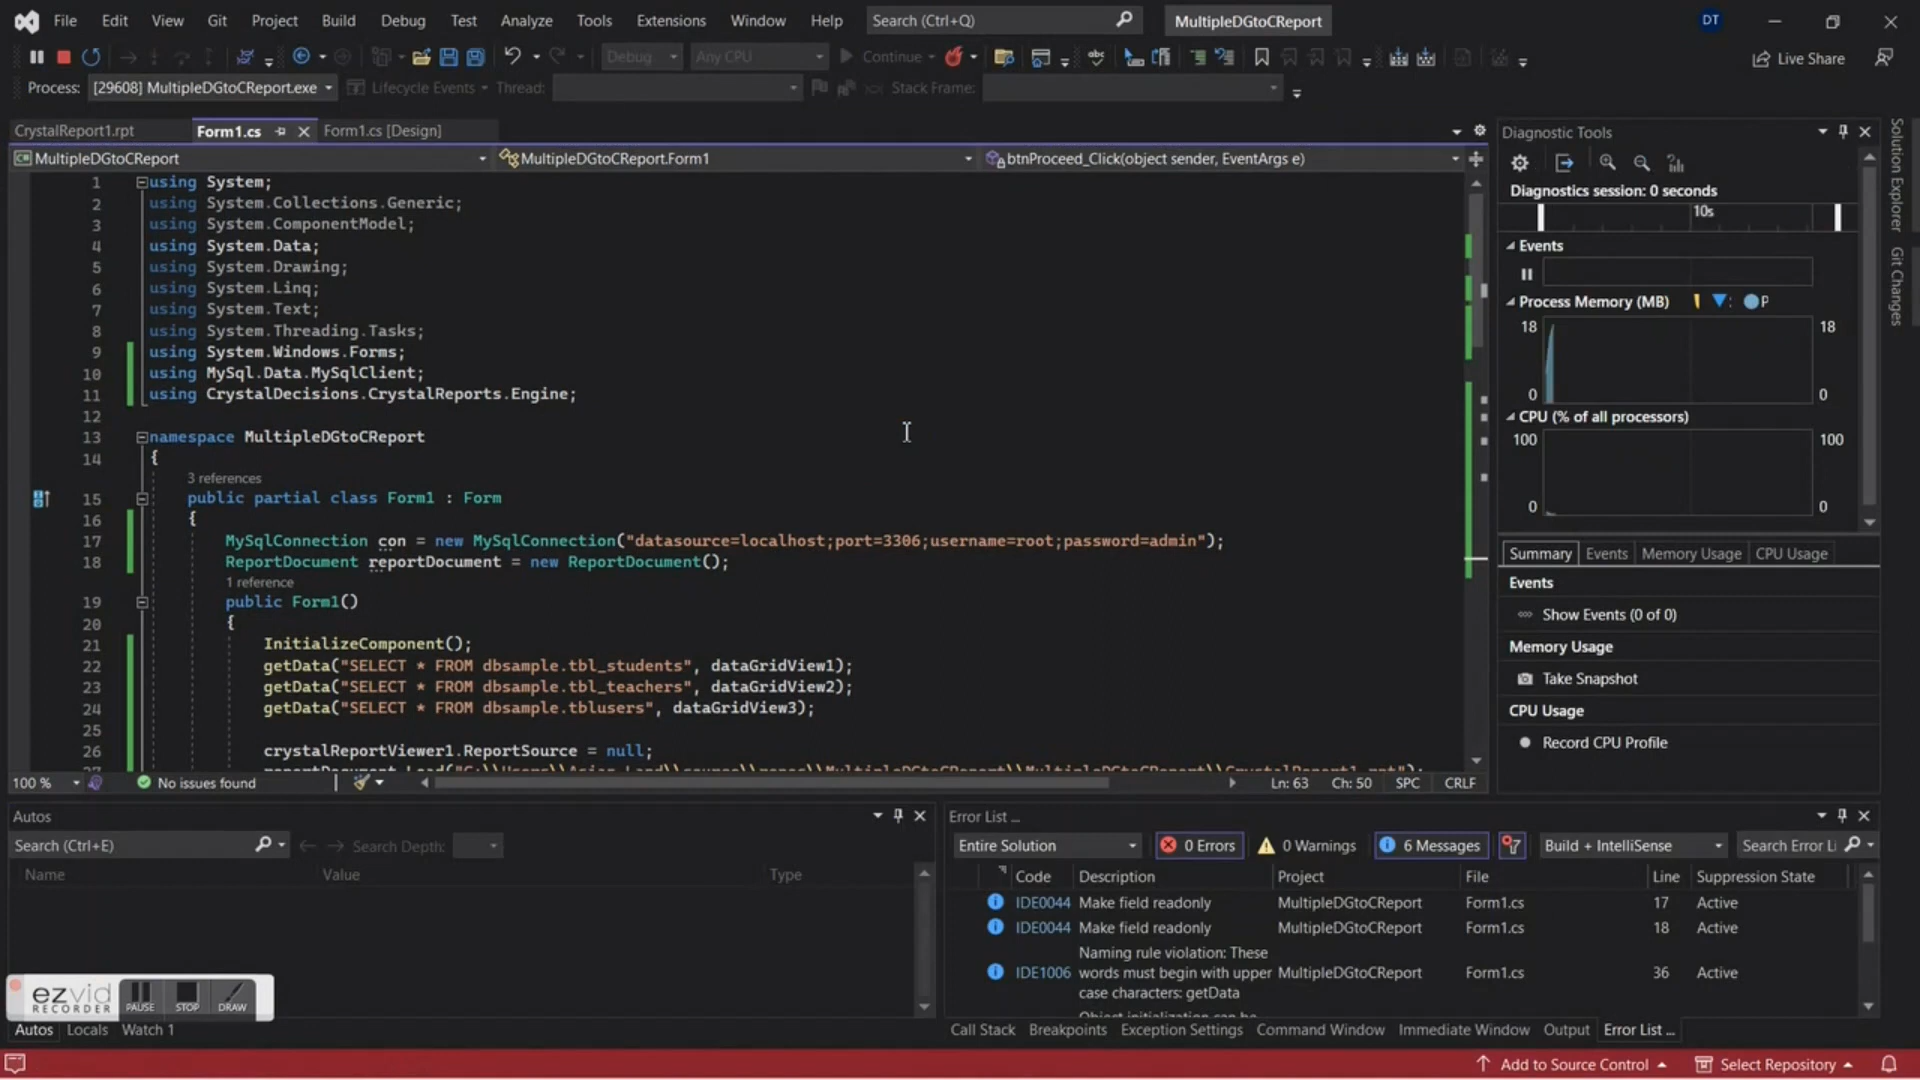 File Edit View Git Project Build Debug Test Analyze Tools Extensions Window Help Search (Ctrl+Q) MultipleDGtoCReport DT
Debug Any CPU Continue Live Share
Process: [29608] MultipleDGtoCReport.exe Lifecycle Events Thread: Stack Frame:
CrystalReport1.rpt Form1.cs Form1.cs [Design]
MultipleDGtoCReport MultipleDGtoCReport.Form1 btnProceed_Click(object sender, EventArgs e)
1 using System;
2 using System.Collections.Generic;
3 using System.ComponentModel;
4 using System.Data;
5 using System.Drawing;
6 using System.Linq;
7 using System.Text;
8 using System.Threading.Tasks;
9 using System.Windows.Forms;
10 using MySql.Data.MySqlClient;
11 using CrystalDecisions.CrystalReports.Engine;
12
13 namespace MultipleDGtoCReport
14 {
3 references
15 public partial class Form1 : Form
16 {
17 MySqlConnection con = new MySqlConnection("datasource=localhost;port=3306;username=root;password=admin");
18 ReportDocument reportDocument = new ReportDocument();
1 reference
19 public Form1()
20 {
21 InitializeComponent();
22 getData("SELECT * FROM dbsample.tbl_students", dataGridView1);
23 getData("SELECT * FROM dbsample.tbl_teachers", dataGridView2);
24 getData("SELECT * FROM dbsample.tblusers", dataGridView3);
25
26 crystalReportViewer1.ReportSource = null;
100 % No issues found Ln: 63 Ch: 50 SPC CRLF
Diagnostic Tools
Diagnostics session: 0 seconds
10s
Events
Process Memory (MB) P
18 18
0 0
CPU (% of all processors)
100 100
0 0
Summary Events Memory Usage CPU Usage
Events
Show Events (0 of 0)
Memory Usage
Take Snapshot
CPU Usage
Record CPU Profile
Solution Explorer
Git Changes
Autos
Search (Ctrl+E) Search Depth:
Name Value Type
ezvid
RECORDER
PAUSE STOP DRAW
Autos Locals Watch 1
Error List ...
Entire Solution 0 Errors 0 Warnings 6 Messages Build + IntelliSense Search Error Li
Code Description Project File Line Suppression State
IDE0044 Make field readonly MultipleDGtoCReport Form1.cs 17 Active
IDE0044 Make field readonly MultipleDGtoCReport Form1.cs 18 Active
Naming rule violation: These
IDE1006 words must begin with upper MultipleDGtoCReport Form1.cs 36 Active
case characters: getData
Call Stack Breakpoints Exception Settings Command Window Immediate Window Output Error List ...
Add to Source Control Select Repository